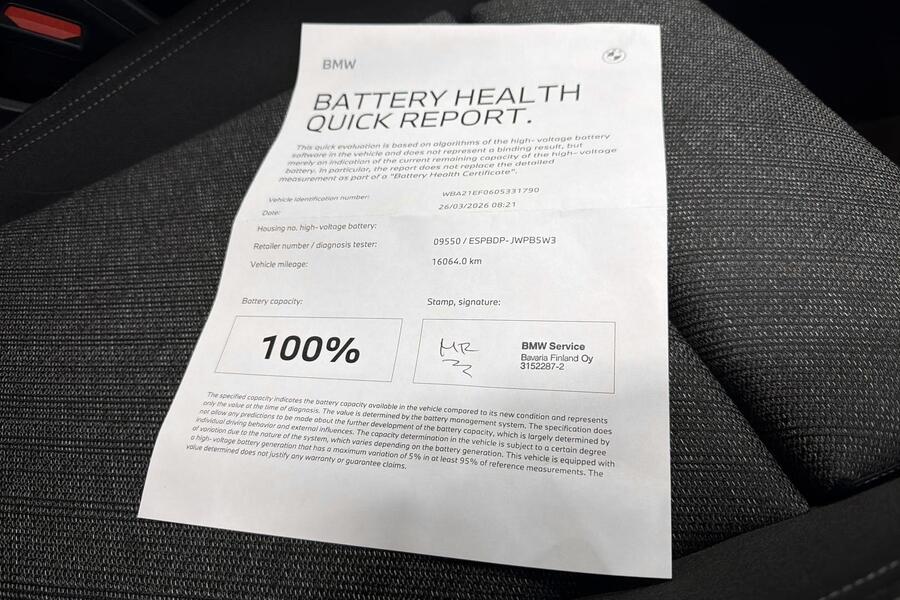 BMW
BATTERY HEALTH
QUICK REPORT.
This quick evaluation is based on algorithms of the high-voltage battery
software in the vehicle and does not represent a binding result, but
merely an indication of the current remaining capacity of the high-voltage
battery. In particular, the report does not replace the detailed
measurement as part of a "Battery Health Certificate".
Vehicle identification number: WBA21EF0605331790
Date: 26/03/2026 08:21
Housing no. high-voltage battery:
Retailer number / diagnosis tester: 09550 / ESPBDP-JWPB5W3
Vehicle mileage: 16064.0 km
Battery capacity: Stamp, signature:
100%
MR
BMW Service
Bavaria Finland Oy
3152287-2
The specified capacity indicates the battery capacity available in the vehicle compared to its new condition and represents
only the value at the time of diagnosis. The value is determined by the battery management system. The specification does
not allow any predictions to be made about the further development of the battery capacity, which is largely determined by
individual driving behavior and external influences. The capacity determination in the vehicle is subject to a certain degree
of variation due to the nature of the system, which varies depending on the battery generation. This vehicle is equipped with
a high-voltage battery generation that has a maximum variation of 5% in at least 95% of reference measurements. The
value determined does not justify any warranty or guarantee claims.